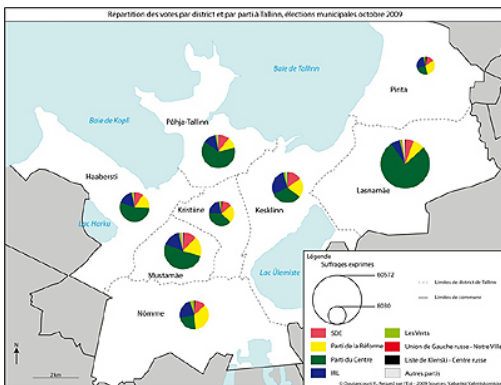 Répartition des votes par district et par parti à Tallinn, élections municipales octobre 2009
Baie de Tallinn
Pirita
Baie de Kopli
Põhja-Tallinn
Haabersti
Lasnamäe
Kristiine
Kesklinn
Lac Harku
Mustamäe
Lac Ülemiste
Nõmme
Légende
Suffrages exprimés
60572
8030
Limites de district de Tallinn
Limites de commune
SDE
Parti de la Réforme
Parti du Centre
IRL
Les Verts
Union de Gauche russe - Notre Ville
Liste de Klenski - Centre russe
Autres partis
N
2 km